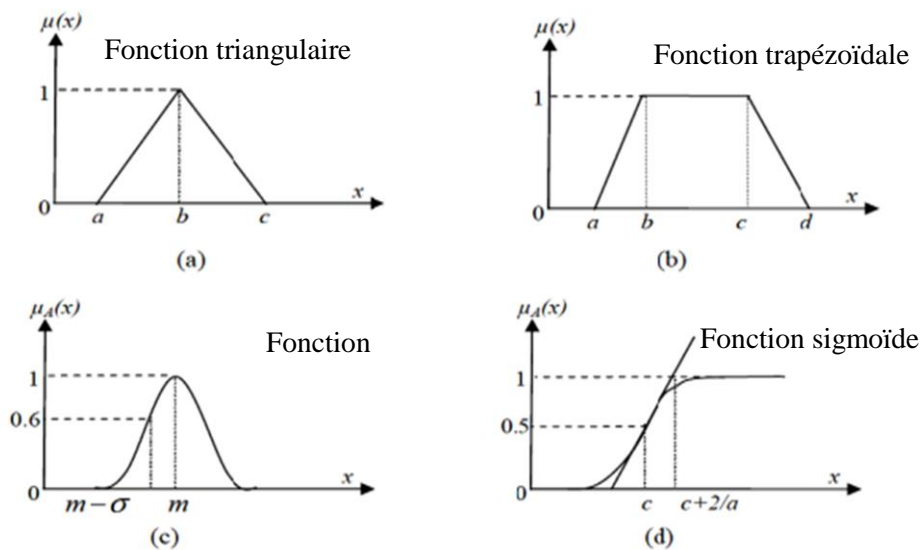 μ(x)
Fonction triangulaire
1
0
a b c
x
(a)
μ(x)
Fonction trapézoïdale
1
0
a b c d
x
(b)
μA(x)
Fonction
1
0.6
0
m-σ m
x
(c)
μA(x)
Fonction sigmoïde
1
0.5
0
c c+2/a
x
(d)